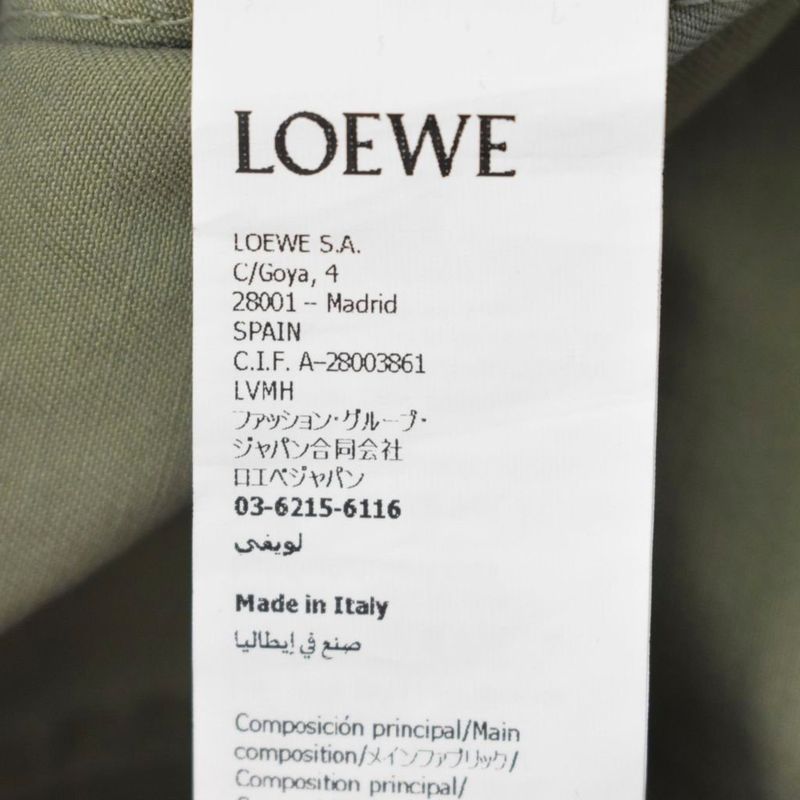 LOEWE
LOEWE S.A.
C/Goya, 4
28001 – Madrid
SPAIN
C.I.F. A–28003861
LVMH
ファッション・グループ・
ジャパン合同会社
ロエベジャパン
03-6215-6116
لويفي
Made in Italy
صنع في إيطاليا
Composición principal/Main
composition/メインファブリック/
Composition principal/